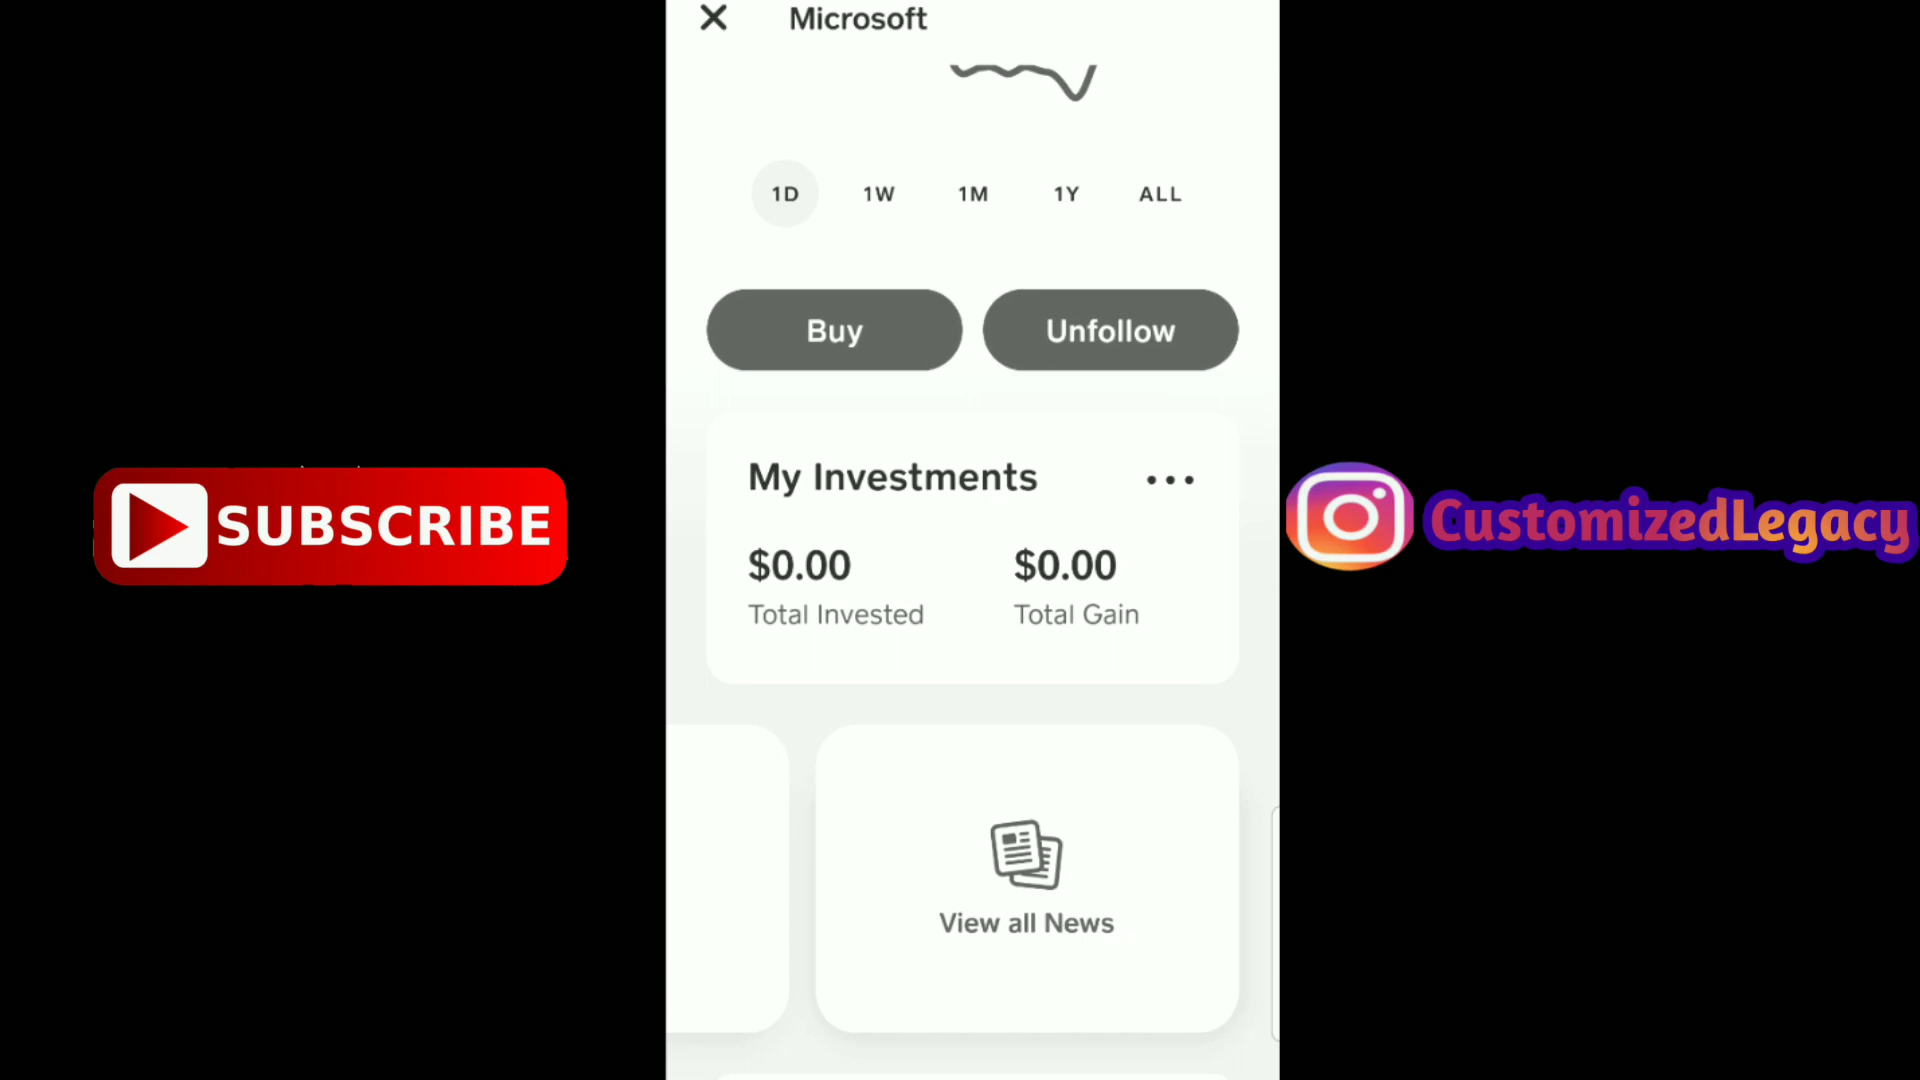 Microsoft
1D 1W 1M 1Y ALL
Buy Unfollow
My Investments
$0.00 $0.00
Total Invested Total Gain
View all News
SUBSCRIBE
CustomizedLegacy